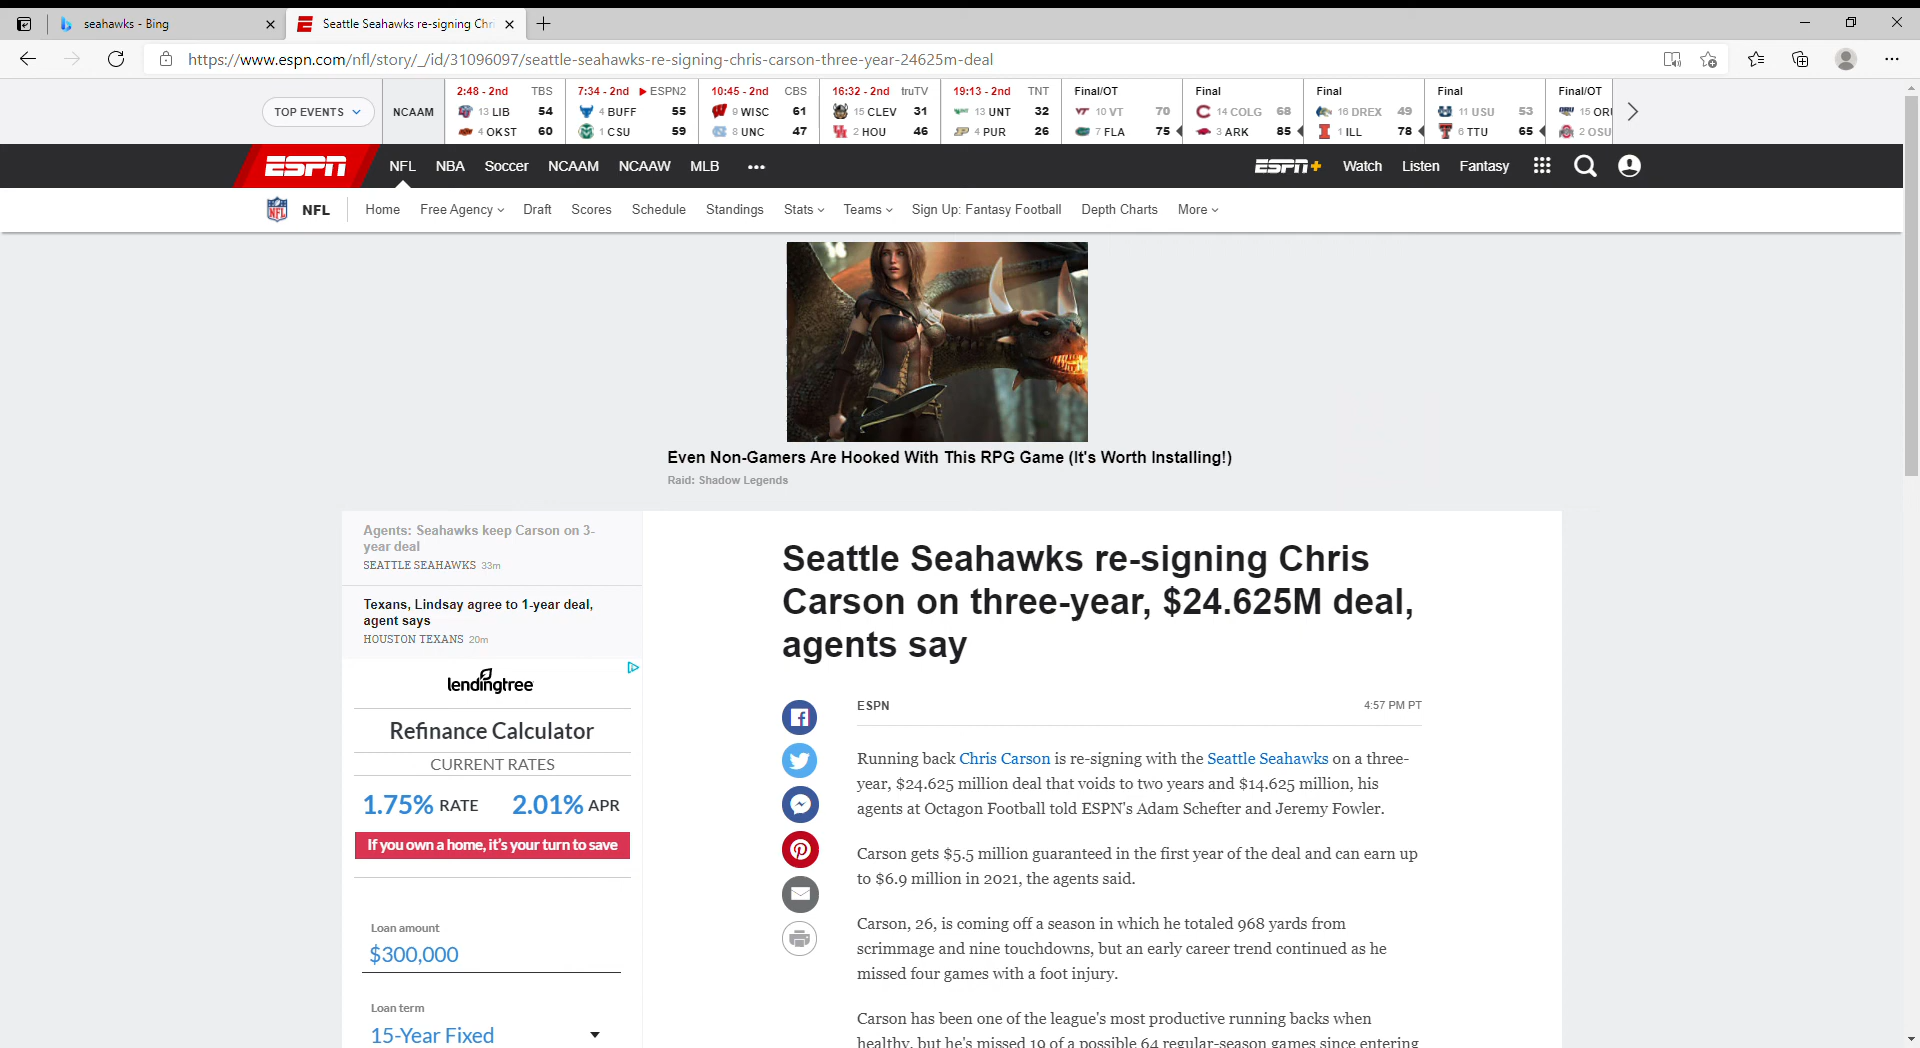 seahawks - Bing
Seattle Seahawks re-signing Chr
https://www.espn.com/nfl/story/_/id/31096097/seattle-seahawks-re-signing-chris-carson-three-year-24625m-deal
TOP EVENTS
NCAAM
2:48 - 2nd TBS
13 LIB 54
4 OKST 60
7:34 - 2nd ESPN2
4 BUFF 55
1 CSU 59
10:45 - 2nd CBS
9 WISC 61
8 UNC 47
16:32 - 2nd truTV
15 CLEV 31
2 HOU 46
19:13 - 2nd TNT
13 UNT 32
4 PUR 26
Final/OT
10 VT 70
7 FLA 75
Final
14 COLG 68
3 ARK 85
Final
16 DREX 49
1 ILL 78
Final
11 USU 53
6 TTU 65
Final/OT
15 ORU
2 OSU
ESPN NFL NBA Soccer NCAAM NCAAW MLB ••• ESPN+ Watch Listen Fantasy
NFL NFL Home Free Agency Draft Scores Schedule Standings Stats Teams Sign Up: Fantasy Football Depth Charts More
Even Non-Gamers Are Hooked With This RPG Game (It's Worth Installing!)
Raid: Shadow Legends
Agents: Seahawks keep Carson on 3-
year deal
SEATTLE SEAHAWKS 33m
Texans, Lindsay agree to 1-year deal,
agent says
HOUSTON TEXANS 20m
lendingtree
Refinance Calculator
CURRENT RATES
1.75% RATE 2.01% APR
If you own a home, it's your turn to save
Loan amount
$300,000
Loan term
15-Year Fixed
Seattle Seahawks re-signing Chris
Carson on three-year, $24.625M deal,
agents say
ESPN 4:57 PM PT
Running back Chris Carson is re-signing with the Seattle Seahawks on a three-
year, $24.625 million deal that voids to two years and $14.625 million, his
agents at Octagon Football told ESPN's Adam Schefter and Jeremy Fowler.
Carson gets $5.5 million guaranteed in the first year of the deal and can earn up
to $6.9 million in 2021, the agents said.
Carson, 26, is coming off a season in which he totaled 968 yards from
scrimmage and nine touchdowns, but an early career trend continued as he
missed four games with a foot injury.
Carson has been one of the league's most productive running backs when
healthy, but he's missed 19 of a possible 64 regular-season games since entering